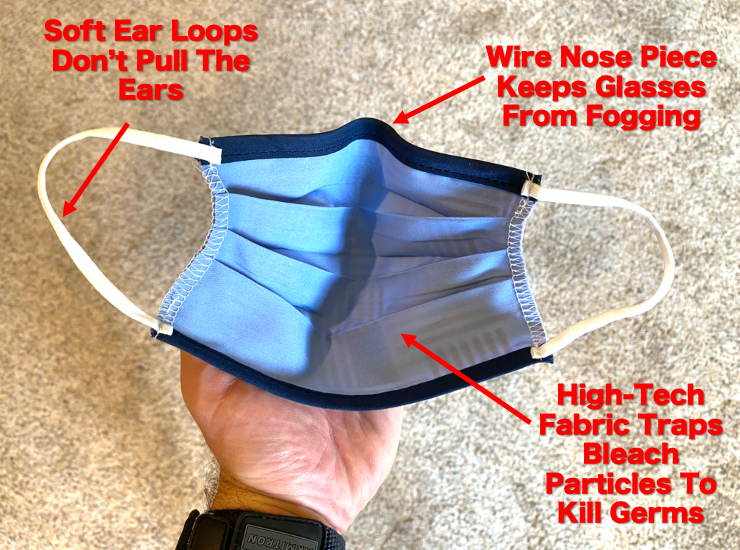 Soft Ear Loops
Don't Pull The
Ears
Wire Nose Piece
Keeps Glasses
From Fogging
High-Tech
Fabric Traps
Bleach
Particles To
Kill Germs
ARMITRON